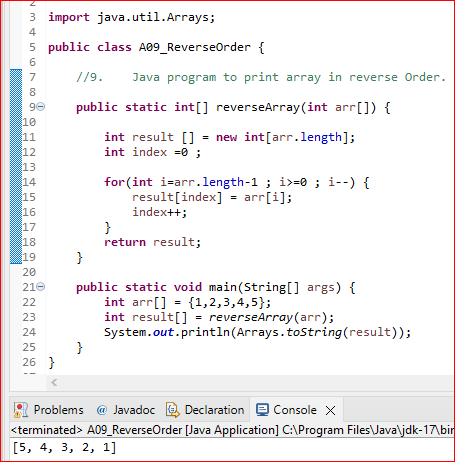 2
3 import java.util.Arrays;
4
5 public class A09_ReverseOrder {
6
7 //9. Java program to print array in reverse Order.
8
9 public static int[] reverseArray(int arr[]) {
10
11 int result [] = new int[arr.length];
12 int index =0 ;
13
14 for(int i=arr.length-1 ; i>=0 ; i--) {
15 result[index] = arr[i];
16 index++;
17 }
18 return result;
19 }
20
21 public static void main(String[] args) {
22 int arr[] = {1,2,3,4,5};
23 int result[] = reverseArray(arr);
24 System.out.println(Arrays.toString(result));
25 }
26 }
Problems @ Javadoc Declaration Console
<terminated> A09_ReverseOrder [Java Application] C:\Program Files\Java\jdk-17\bin
[5, 4, 3, 2, 1]